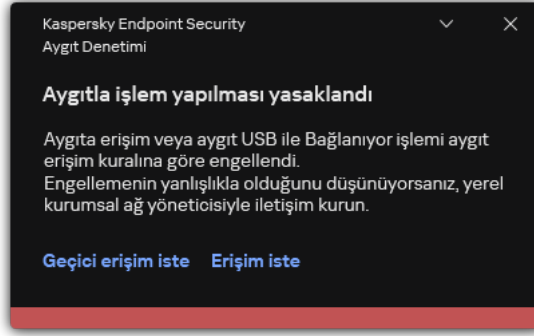 Kaspersky Endpoint Security
Aygıt Denetimi
Aygıtla işlem yapılması yasaklandı
Aygıta erişim veya aygıt USB ile Bağlanıyor işlemi aygıt
erişim kuralına göre engellendi.
Engellemenin yanlışlıkla olduğunu düşünüyorsanız, yerel
kurumsal ağ yöneticisiyle iletişim kurun.
Geçici erişim iste Erişim iste